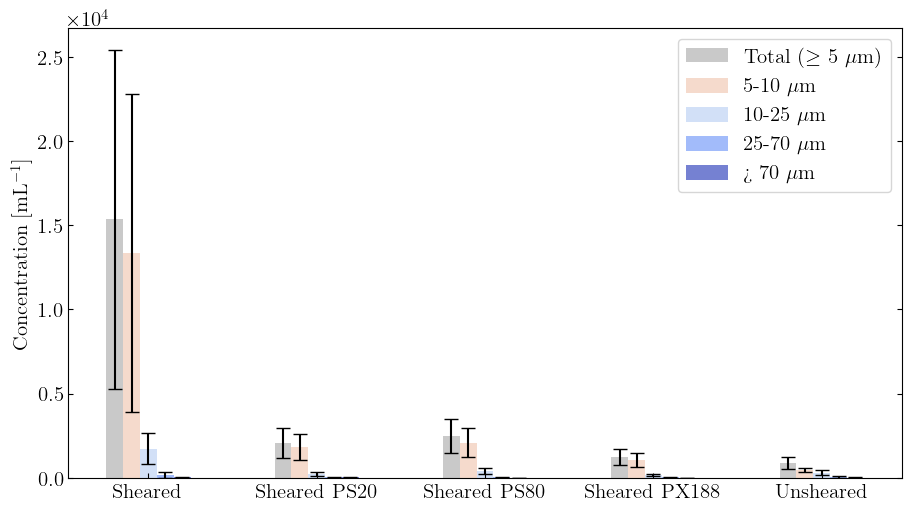 ×10⁴
2.5
2.0
1.5
1.0
0.5
0.0
Concentration [mL⁻¹]
Total (≥ 5 μm)
5-10 μm
10-25 μm
25-70 μm
¿ 70 μm
Sheared
Sheared PS20
Sheared PS80
Sheared PX188
Unsheared